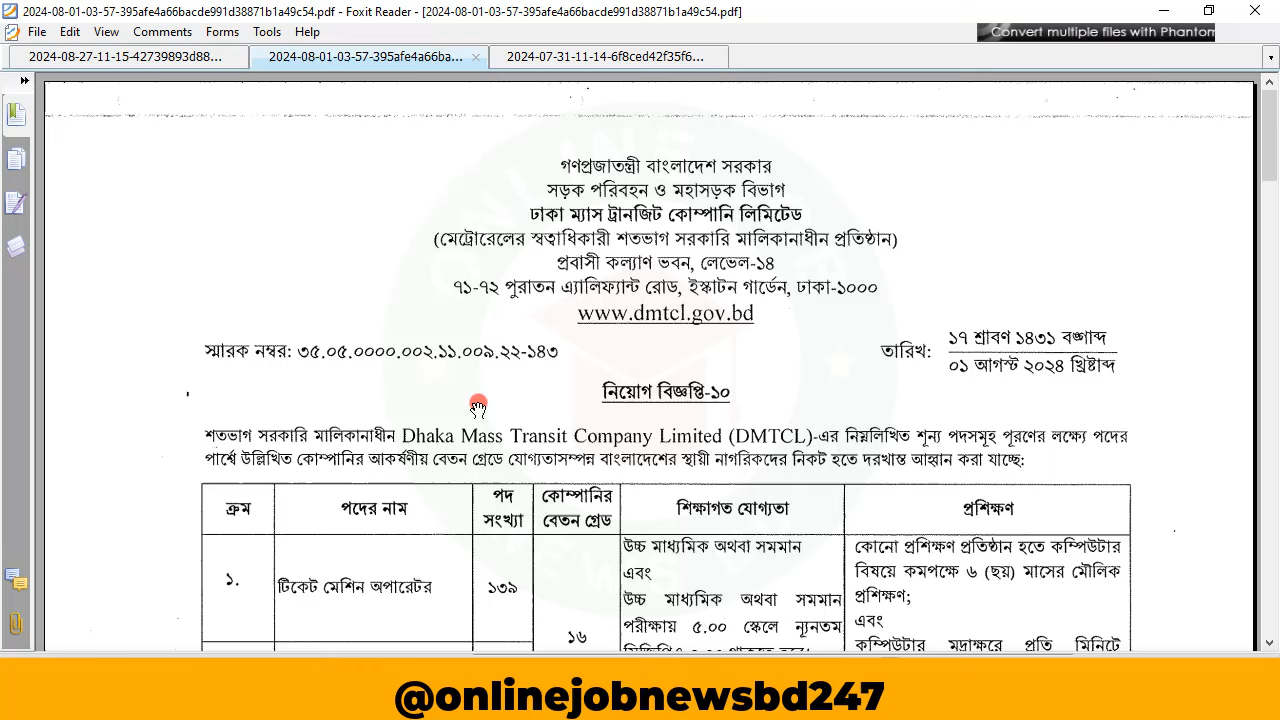 2024-08-01-03-57-395afe4a66bacde991d38871b1a49c54.pdf - Foxit Reader - [2024-08-01-03-57-395afe4a66bacde991d38871b1a49c54.pdf]
File Edit View Comments Forms Tools Help
Convert multiple files with Phantom
2024-08-27-11-15-42739893d88... 2024-08-01-03-57-395afe4a66ba... 2024-07-31-11-14-6f8ced42f35f6...
গণপ্রজাতন্ত্রী বাংলাদেশ সরকার
সড়ক পরিবহন ও মহাসড়ক বিভাগ
ঢাকা ম্যাস ট্রানজিট কোম্পানি লিমিটেড
(মেট্রোরেলের স্বত্বাধিকারী শতভাগ সরকারি মালিকানাধীন প্রতিষ্ঠান)
প্রবাসী কল্যাণ ভবন, লেভেল-১৪
৭১-৭২ পুরাতন এ্যালিফ্যান্ট রোড, ইস্কাটন গার্ডেন, ঢাকা-১০০০
www.dmtcl.gov.bd
স্মারক নম্বর: ৩৫.০৫.০০০০.০০২.১১.০০৯.২২-১৪৩
তারিখ: ১৭ শ্রাবণ ১৪৩১ বঙ্গাব্দ
০১ আগস্ট ২০২৪ খ্রিষ্টাব্দ
নিয়োগ বিজ্ঞপ্তি-১০
শতভাগ সরকারি মালিকানাধীন Dhaka Mass Transit Company Limited (DMTCL)-এর নিম্নলিখিত শূন্য পদসমূহ পূরণের লক্ষ্যে পদের
পার্শ্বে উল্লিখিত কোম্পানির আকর্ষণীয় বেতন গ্রেডে যোগ্যতাসম্পন্ন বাংলাদেশের স্থায়ী নাগরিকদের নিকট হতে দরখাস্ত আহ্বান করা যাচ্ছে:
ক্রম
পদের নাম
পদ
সংখ্যা
কোম্পানির
বেতন গ্রেড
শিক্ষাগত যোগ্যতা
প্রশিক্ষণ
১.
টিকেট মেশিন অপারেটর
১৩৯
১৬
উচ্চ মাধ্যমিক অথবা সমমান
এবং
উচ্চ মাধ্যমিক অথবা সমমান
পরীক্ষায় ৫.০০ স্কেলে ন্যূনতম
কোনো প্রশিক্ষণ প্রতিষ্ঠান হতে কম্পিউটার
বিষয়ে কমপক্ষে ৬ (ছয়) মাসের মৌলিক
প্রশিক্ষণ;
এবং
কম্পিউটার মুদ্রাক্ষরে প্রতি মিনিটে
@onlinejobnewsbd247